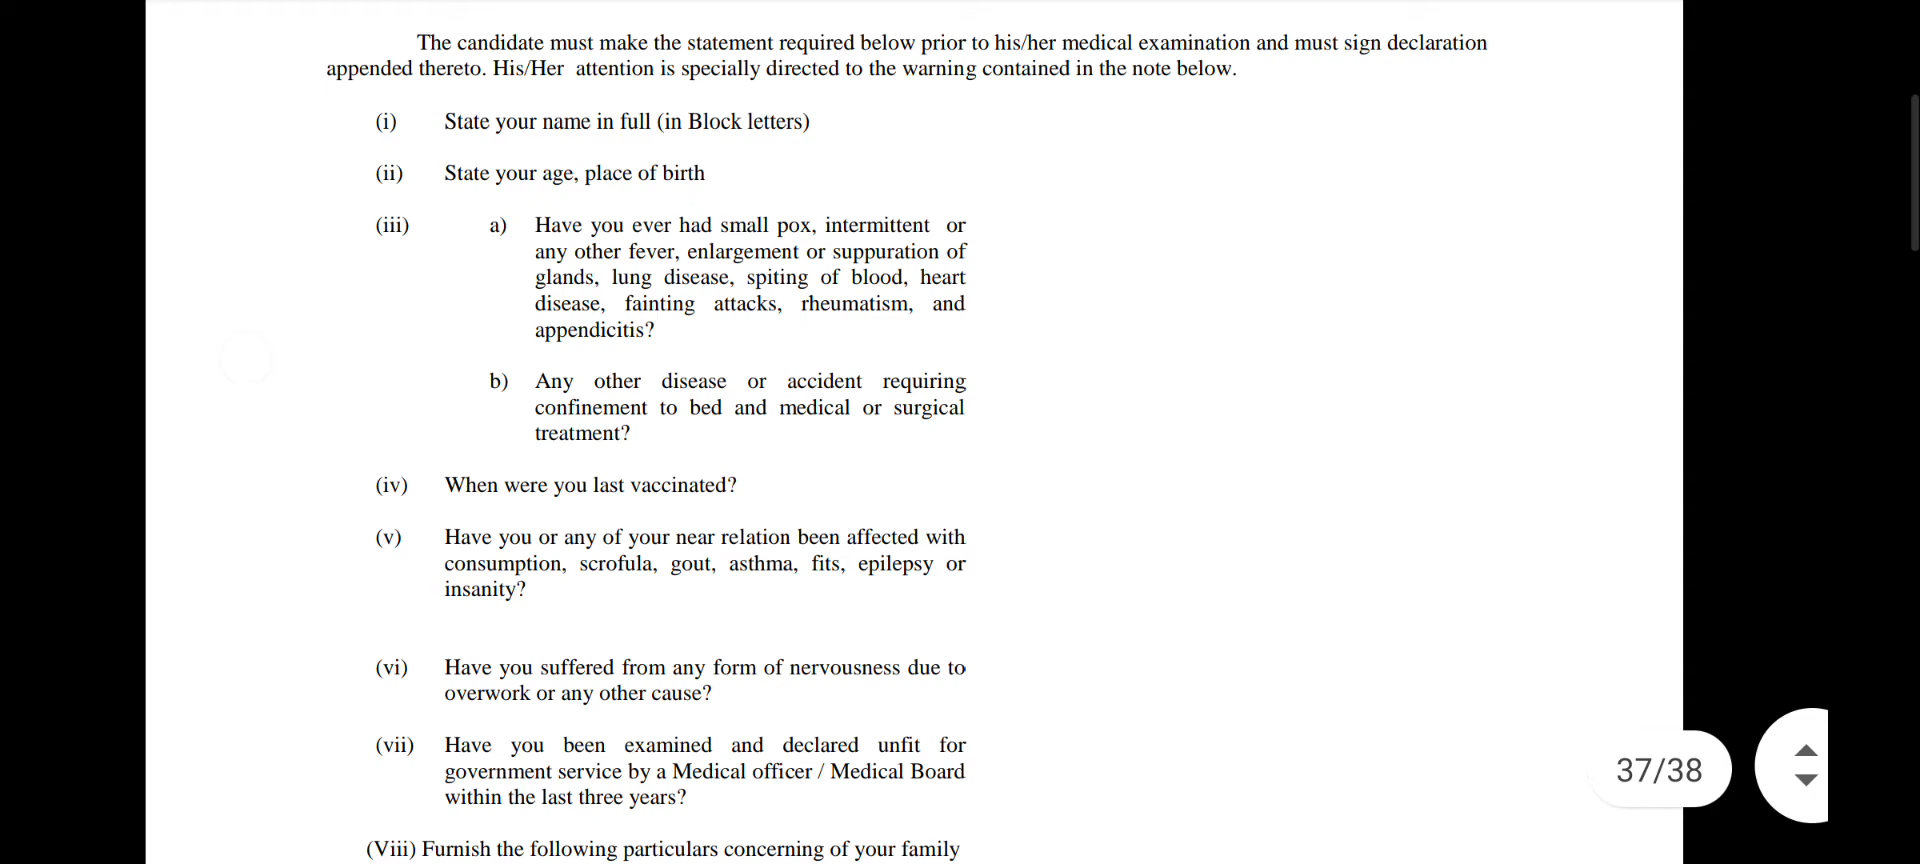 The candidate must make the statement required below prior to his/her medical examination and must sign declaration
appended thereto. His/Her attention is specially directed to the warning contained in the note below.
(i) State your name in full (in Block letters)
(ii) State your age, place of birth
(iii) a) Have you ever had small pox, intermittent or
any other fever, enlargement or suppuration of
glands, lung disease, spiting of blood, heart
disease, fainting attacks, rheumatism, and
appendicitis?
b) Any other disease or accident requiring
confinement to bed and medical or surgical
treatment?
(iv) When were you last vaccinated?
(v) Have you or any of your near relation been affected with
consumption, scrofula, gout, asthma, fits, epilepsy or
insanity?
(vi) Have you suffered from any form of nervousness due to
overwork or any other cause?
(vii) Have you been examined and declared unfit for
government service by a Medical officer / Medical Board
within the last three years?
(Viii) Furnish the following particulars concerning of your family
37/38